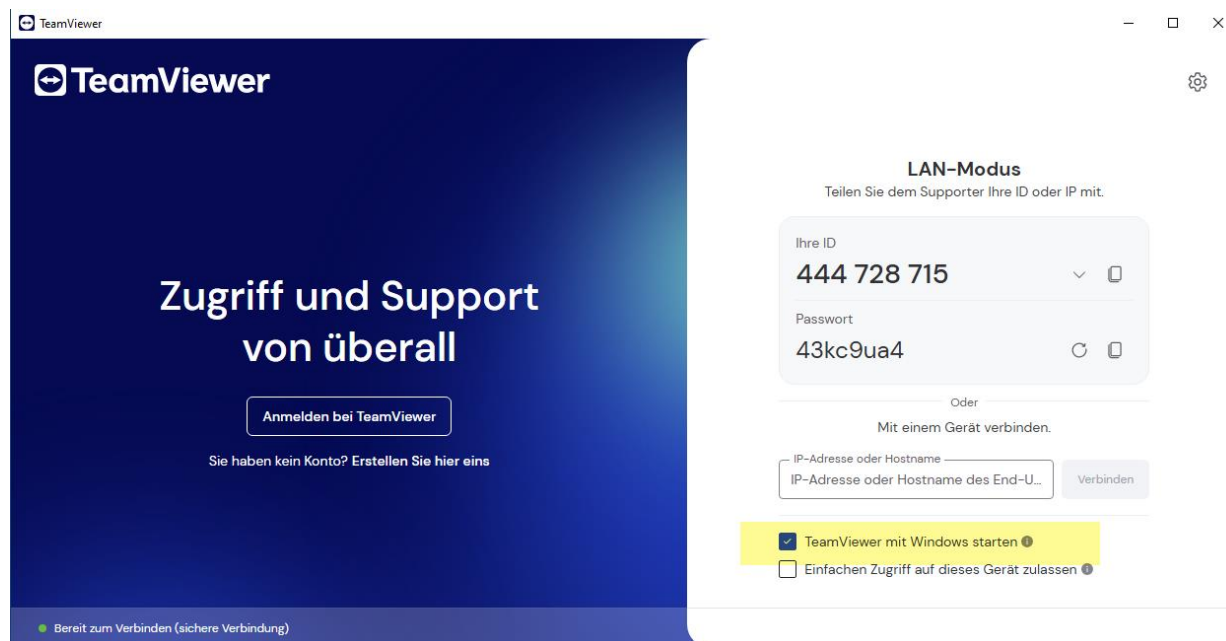 TeamViewer
TeamViewer
Zugriff und Support
von überall
Anmelden bei TeamViewer
Sie haben kein Konto? Erstellen Sie hier eins
Bereit zum Verbinden (sichere Verbindung)
LAN-Modus
Teilen Sie dem Supporter Ihre ID oder IP mit.
Ihre ID
444 728 715
Passwort
43kc9ua4
Oder
Mit einem Gerät verbinden.
IP-Adresse oder Hostname
IP-Adresse oder Hostname des End-U...
Verbinden
TeamViewer mit Windows starten
Einfachen Zugriff auf dieses Gerät zulassen